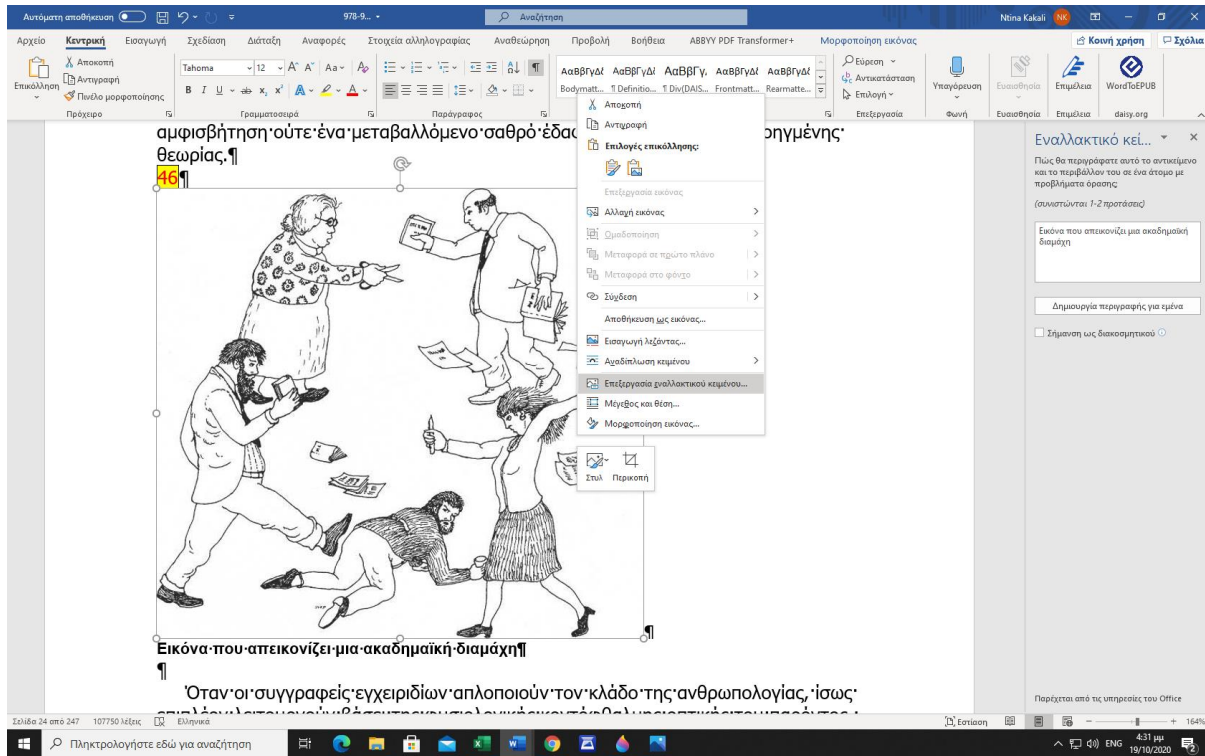 Αυτόματη αποθήκευση
978-9...
Αναζήτηση
Ntina Kakali
NK
Αρχείο Κεντρική Εισαγωγή Σχεδίαση Διάταξη Αναφορές Στοιχεία αλληλογραφίας Αναθεώρηση Προβολή Βοήθεια ABBYY PDF Transformer+ Μορφοποίηση εικόνας Κοινή χρήση Σχόλια
Επικόλληση
Αποκοπή
Αντιγραφή
Πινέλο μορφοποίησης
Πρόχειρο
Tahoma 12
Γραμματοσειρά
Παράγραφος
ΑαΒβΓγΔδ ΑαΒβΓγΔδ ΑαΒβΓγ, ΑαΒβΓγΔδ ΑαΒβΓγΔδ
Bodymatt... ¶ Definitio... ¶ Div(DAIS... Frontmatt... Rearmatte...
Εύρεση
Αντικατάσταση
Επιλογή
Επεξεργασία
Υπαγόρευση
Φωνή
Ευαισθησία
Ευαισθησία
Επιμέλεια
Επιμέλεια
WordToEPUB
daisy.org
αμφισβήτηση·ούτε·ένα·μεταβαλλόμενο·σαθρό·έδα
ηγμένης·
θεωρίας.¶
46¶
Αποκοπή
Αντιγραφή
Επιλογές επικόλλησης:
Επεξεργασία εικόνας
Αλλαγή εικόνας
Ομαδοποίηση
Μεταφορά σε πρώτο πλάνο
Μεταφορά στο φόντο
Σύνδεση
Αποθήκευση ως εικόνας...
Εισαγωγή λεζάντας...
Αναδίπλωση κειμένου
Επεξεργασία εναλλακτικού κειμένου...
Μέγεθος και θέση...
Μορφοποίηση εικόνας...
Στυλ Περικοπή
Εικόνα·που·απεικονίζει·μια·ακαδημαϊκή·διαμάχη¶
¶
Όταν·οι·συγγραφείς·εγχειριδίων·απλοποιούν·τον·κλάδο·της·ανθρωπολογίας,·ίσως·
Εναλλακτικό κεί...
Πώς θα περιγράφατε αυτό το αντικείμενο
και το περιβάλλον του σε ένα άτομο με
προβλήματα όρασης;
(συνιστώνται 1-2 προτάσεις)
Εικόνα που απεικονίζει μια ακαδημαϊκή
διαμάχη
Δημιουργία περιγραφής για εμένα
Σήμανση ως διακοσμητικού
Παρέχεται από τις υπηρεσίες του Office
Σελίδα 24 από 247 107750 λέξεις Ελληνικά
Εστίαση
164%
Πληκτρολογήστε εδώ για αναζήτηση
ENG
4:31 μμ
19/10/2020